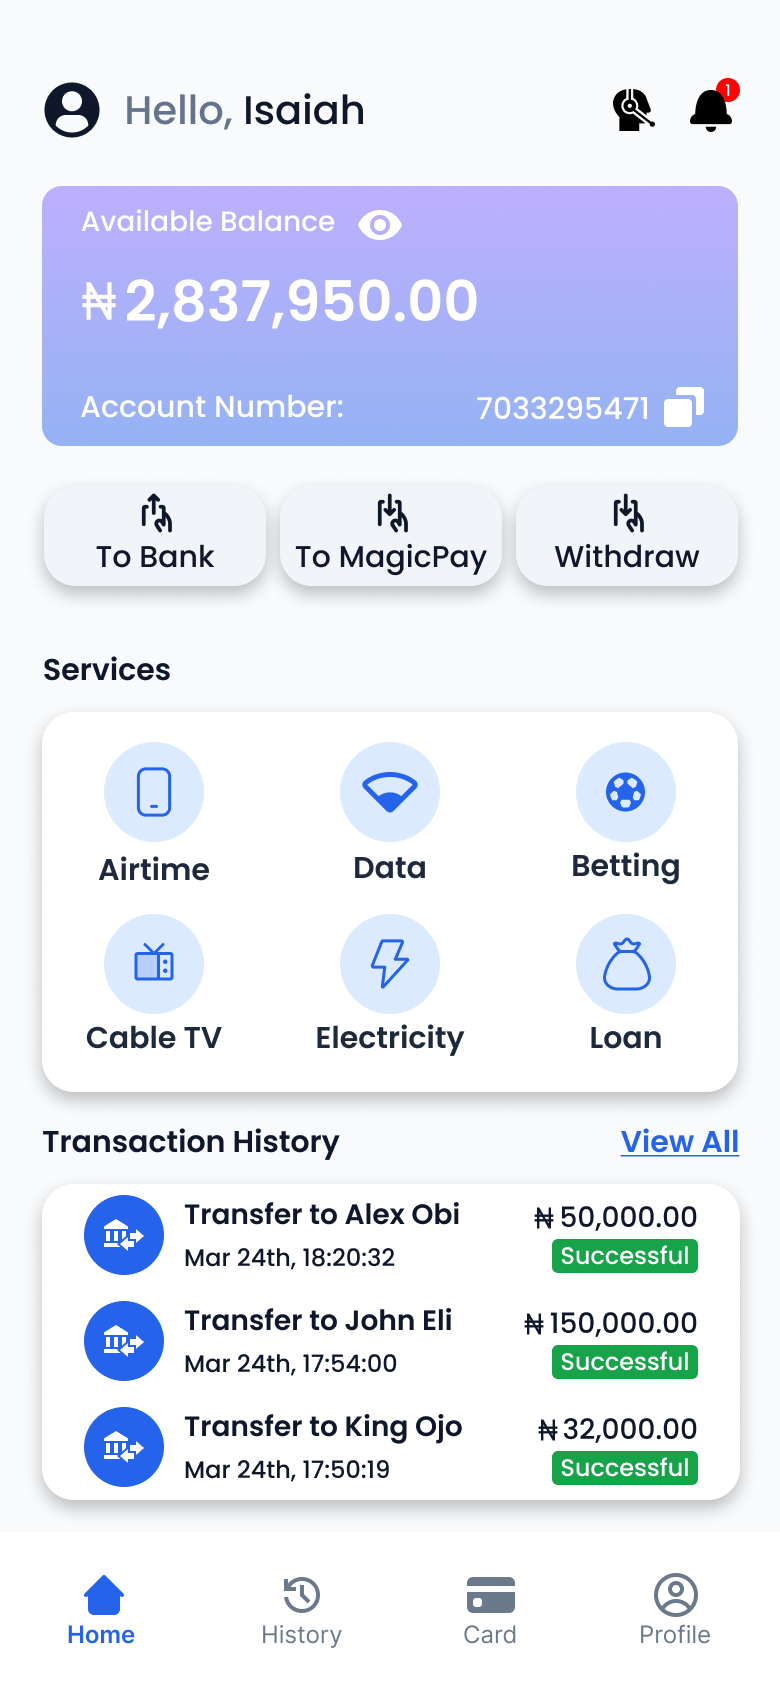 Hello, Isaiah
1
Available Balance
₦2,837,950.00
Account Number: 7033295471
To Bank To MagicPay Withdraw
Services
Airtime Data Betting
Cable TV Electricity Loan
Transaction History View All
Transfer to Alex Obi ₦50,000.00
Mar 24th, 18:20:32 Successful
Transfer to John Eli ₦150,000.00
Mar 24th, 17:54:00 Successful
Transfer to King Ojo ₦32,000.00
Mar 24th, 17:50:19 Successful
Home History Card Profile